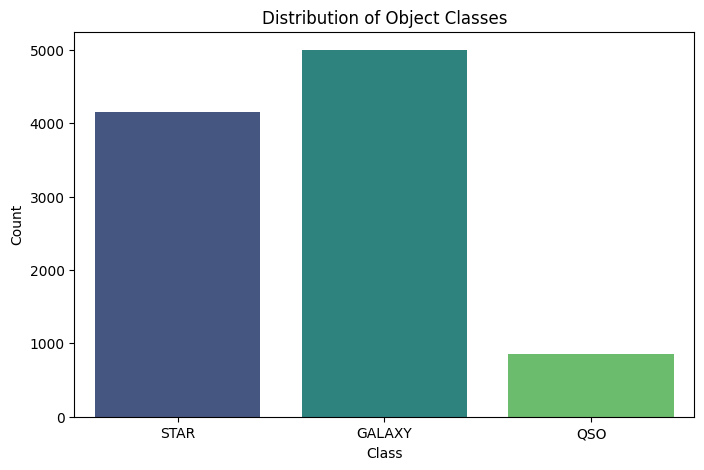 Distribution of Object Classes
Count
5000
4000
3000
2000
1000
0
STAR
GALAXY
QSO
Class